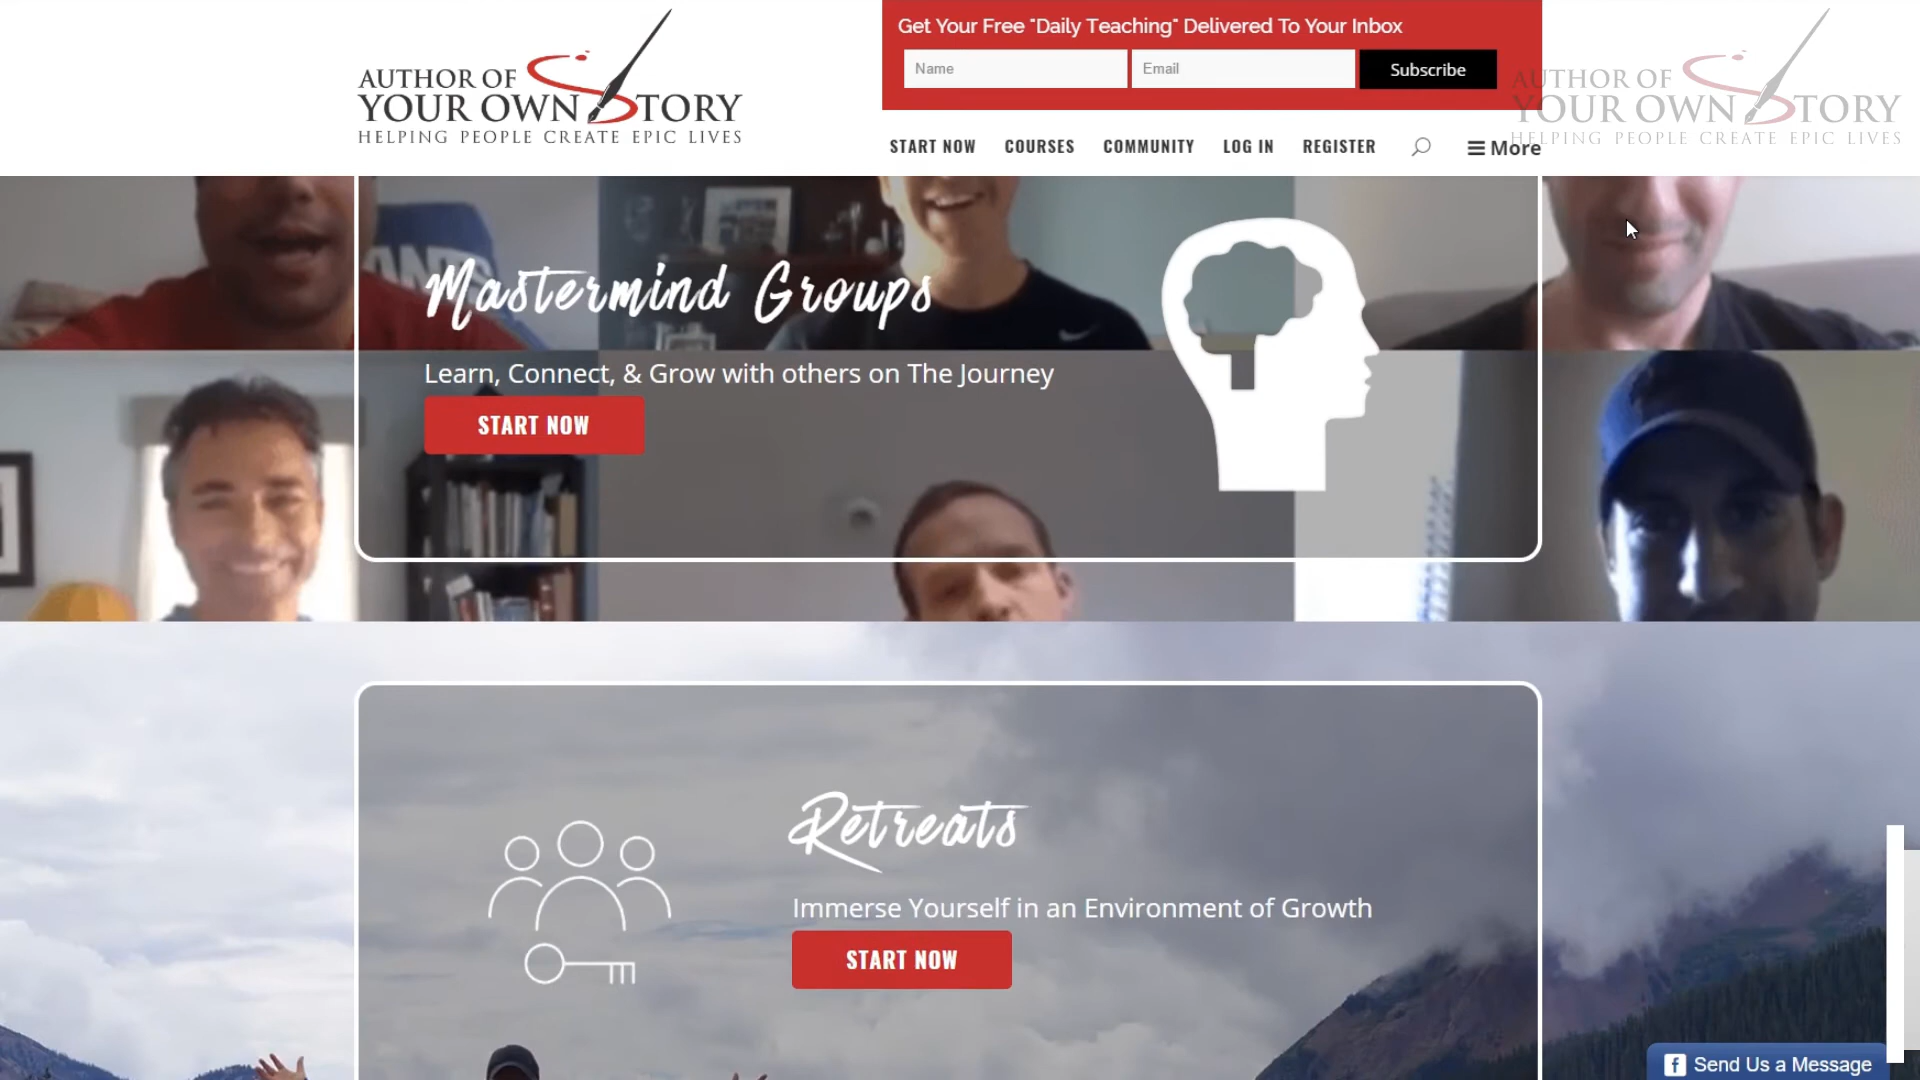 Get Your Free "Daily Teaching" Delivered To Your Inbox
Name
Email
Subscribe
AUTHOR OF
YOUR OWN STORY
HELPING PEOPLE CREATE EPIC LIVES
AUTHOR OF
YOUR OWN STORY
HELPING PEOPLE CREATE EPIC LIVES
START NOW
COURSES
COMMUNITY
LOG IN
REGISTER
More
Mastermind Groups
Learn, Connect, & Grow with others on The Journey
START NOW
Retreats
Immerse Yourself in an Environment of Growth
START NOW
Send Us a Message